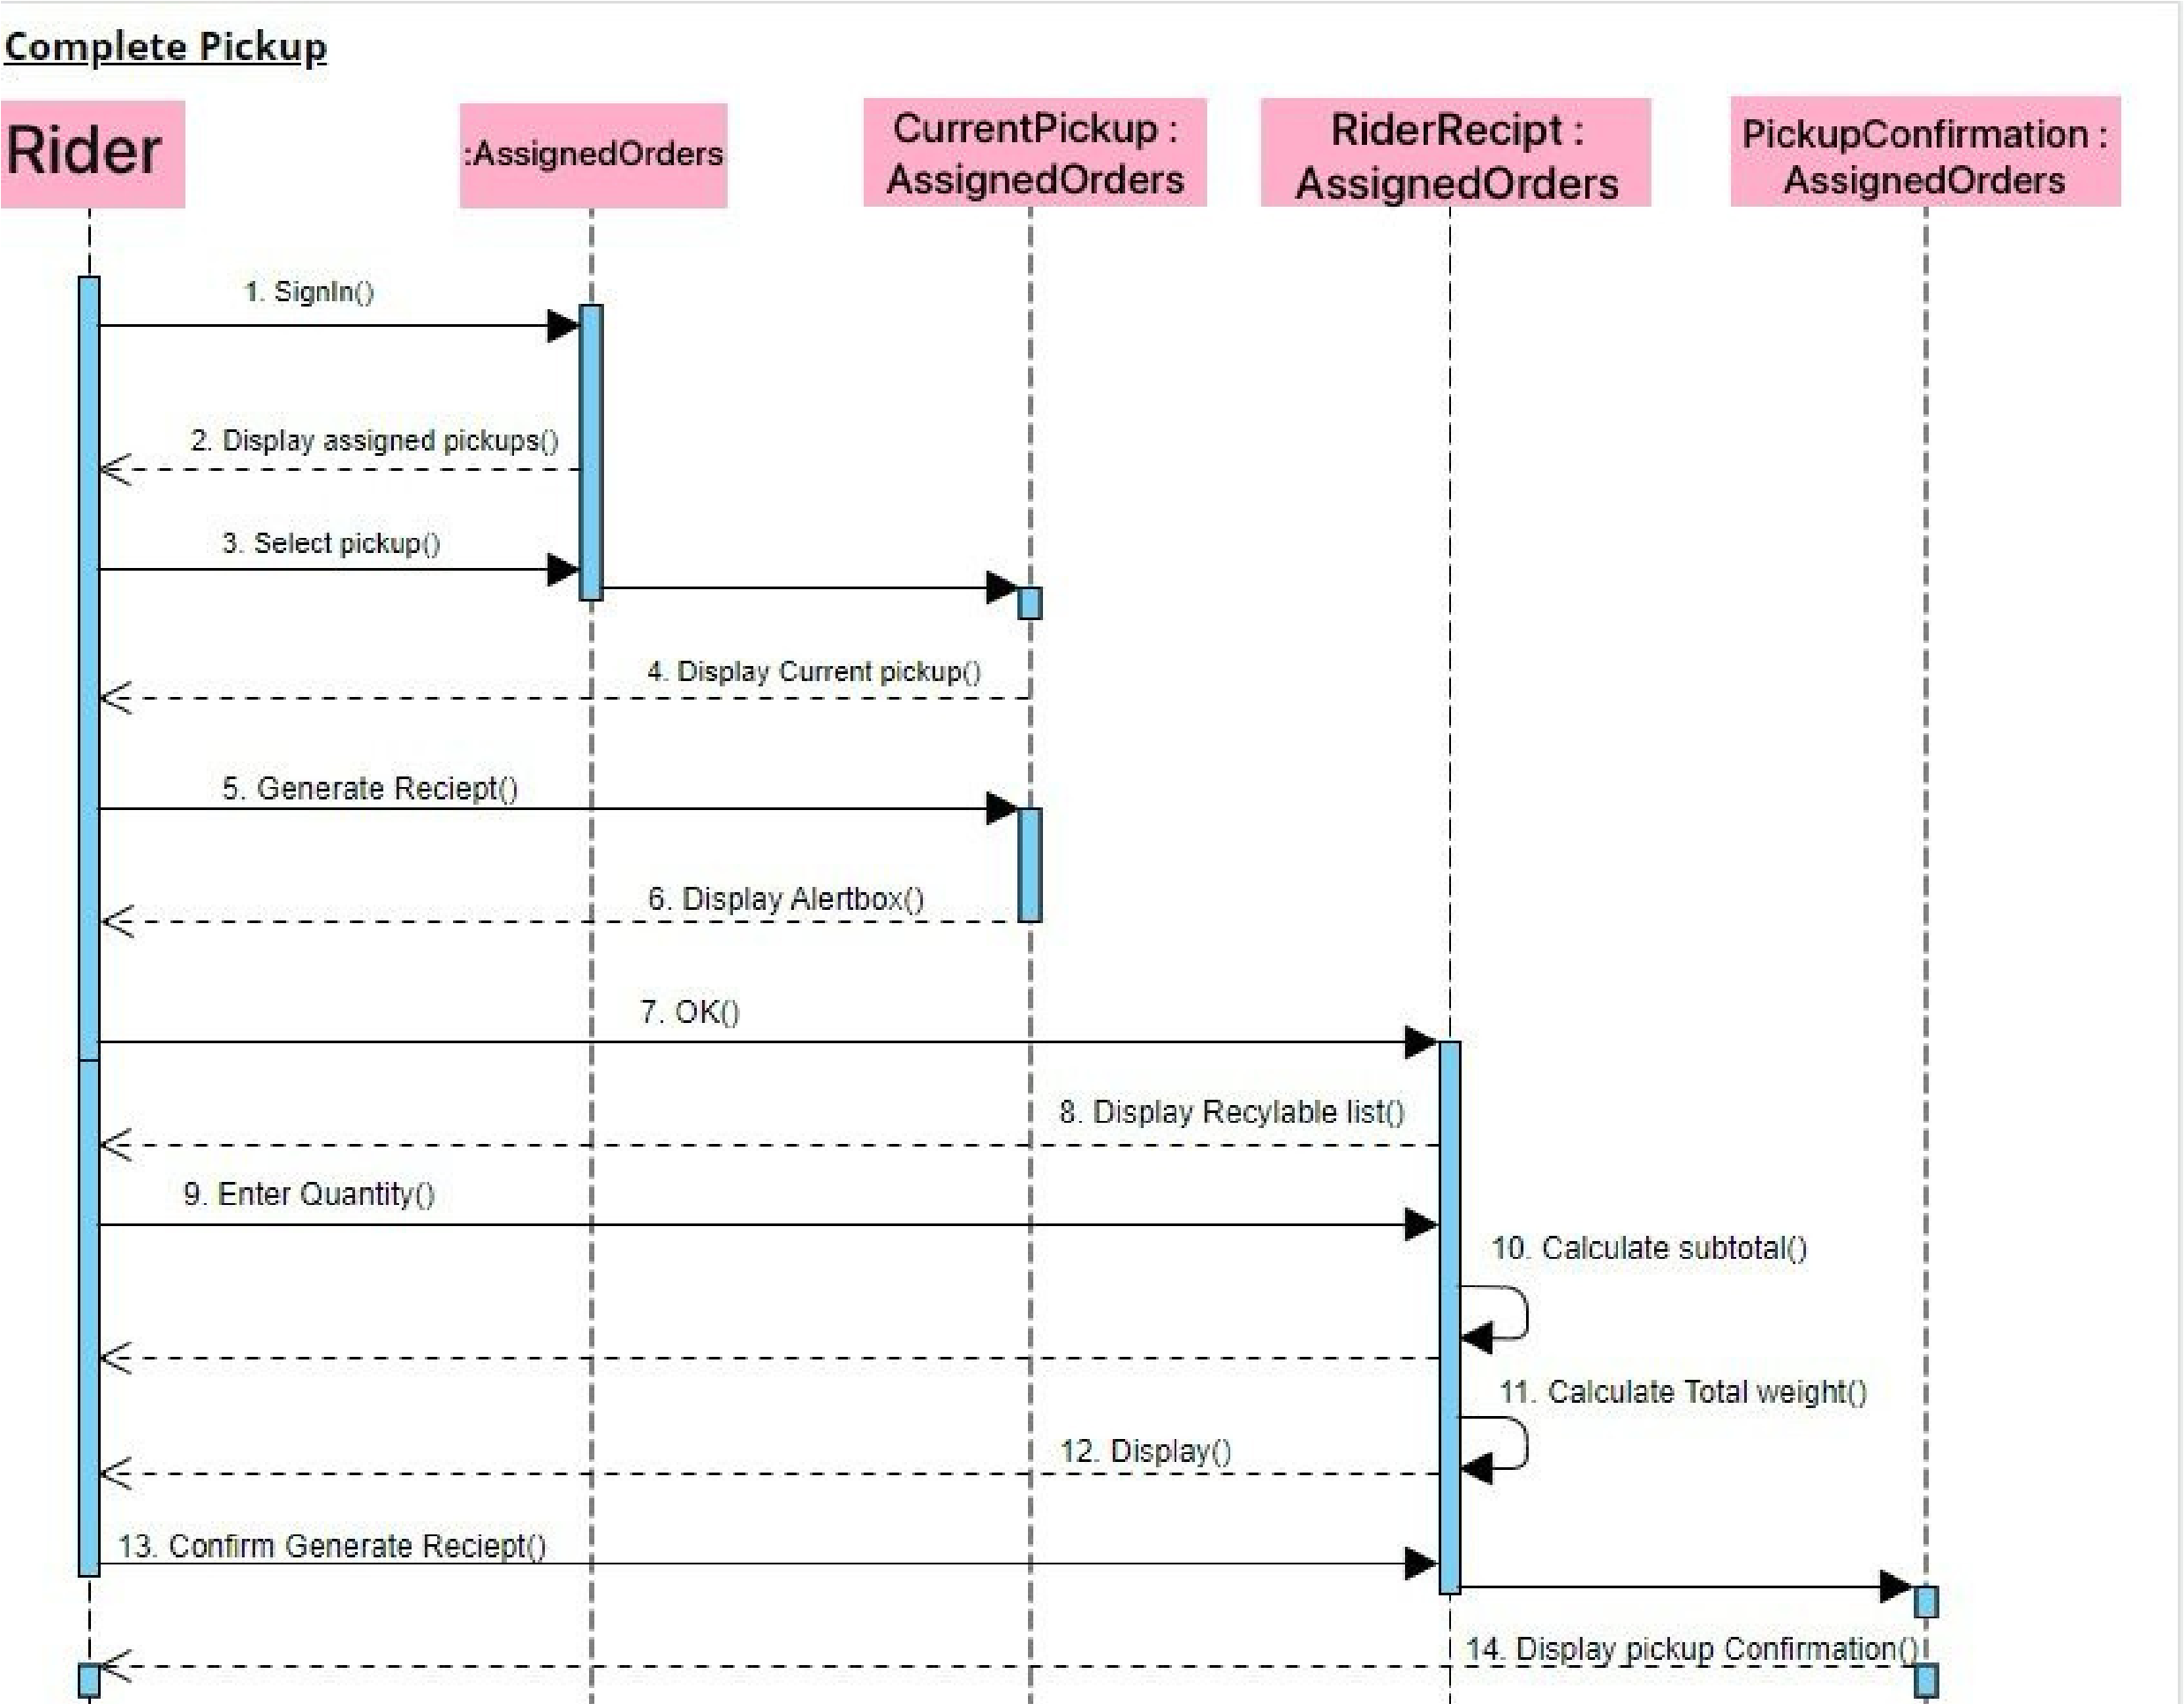 Complete Pickup
Rider
:AssignedOrders
CurrentPickup :
AssignedOrders
RiderRecipt :
AssignedOrders
PickupConfirmation :
AssignedOrders
1. SignIn()
2. Display assigned pickups()
3. Select pickup()
4. Display Current pickup()
5. Generate Reciept()
6. Display Alertbox()
7. OK()
8. Display Recylable list()
9. Enter Quantity()
10. Calculate subtotal()
11. Calculate Total weight()
12. Display()
13. Confirm Generate Reciept()
14. Display pickup Confirmation()